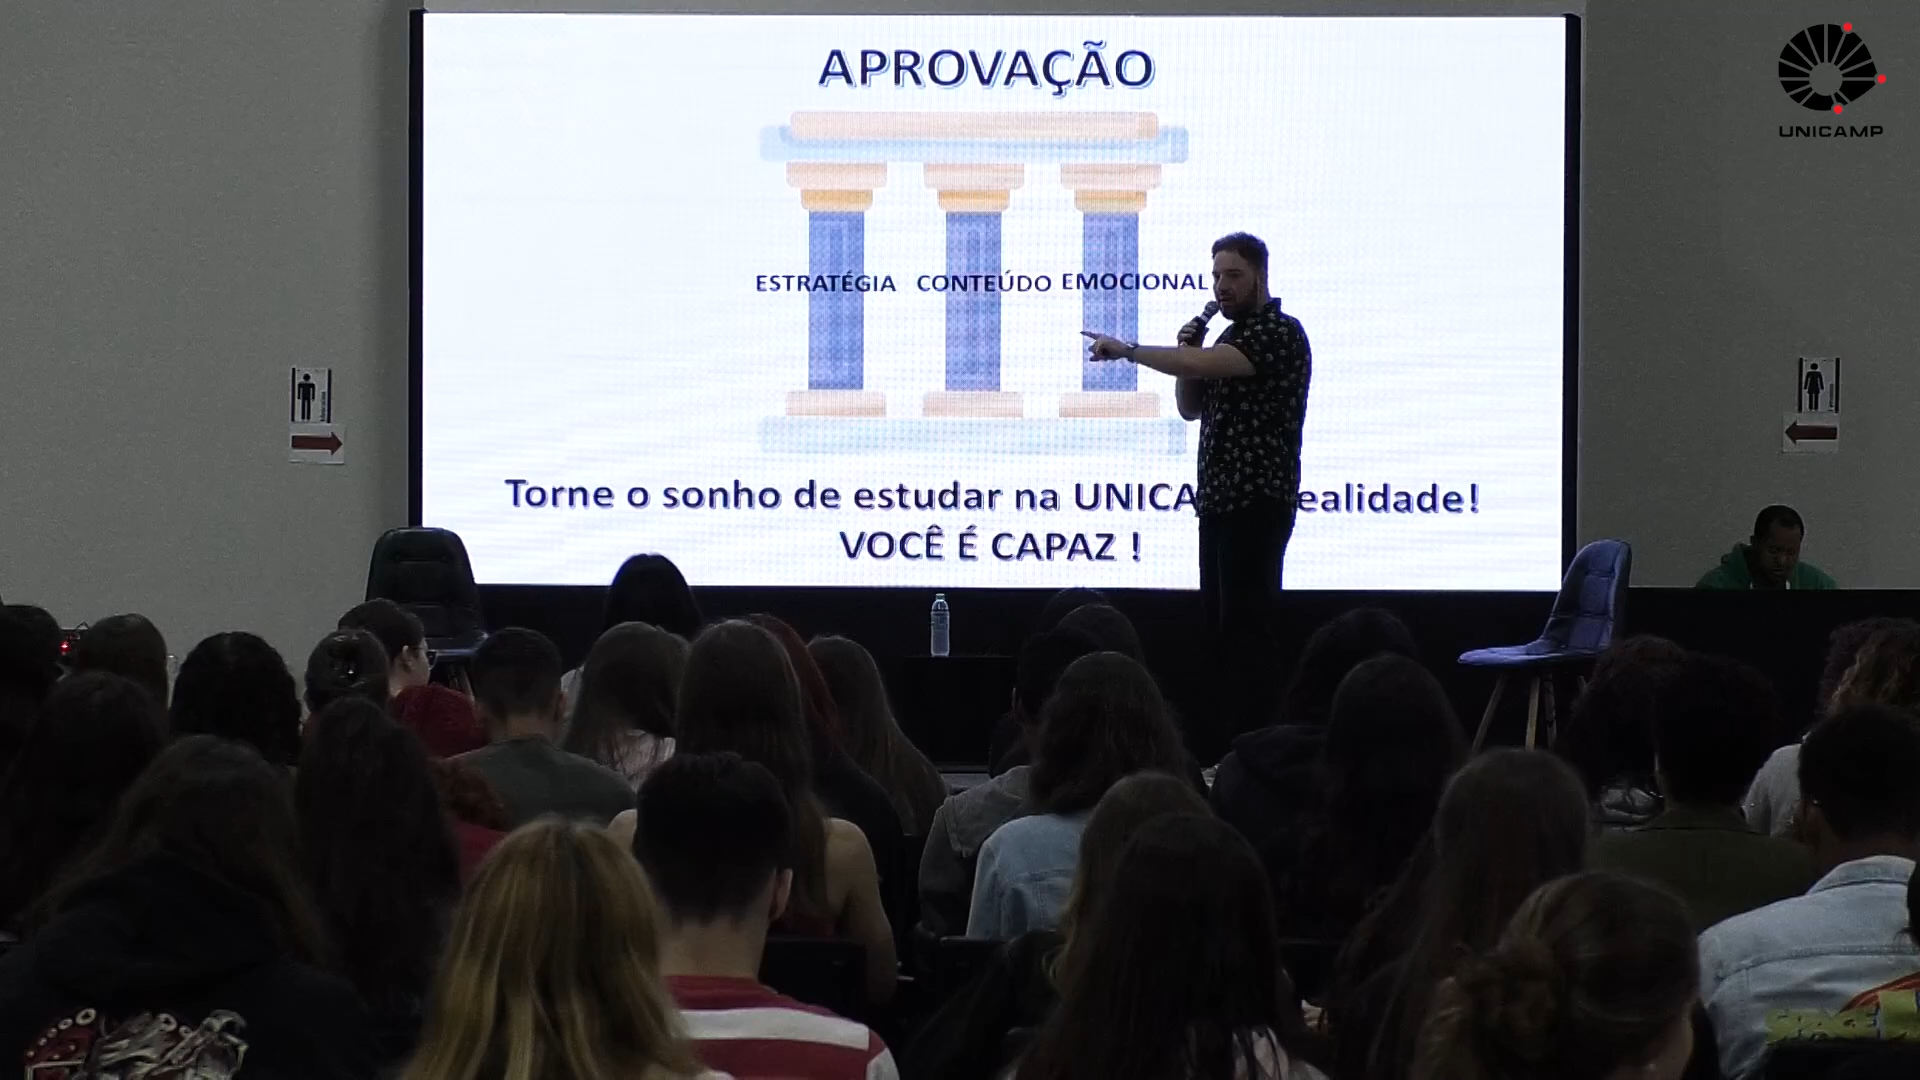 APROVAÇÃO
ESTRATÉGIA CONTEÚDO EMOCIONAL
Torne o sonho de estudar na UNICA ealidade!
VOCÊ É CAPAZ !
UNICAMP